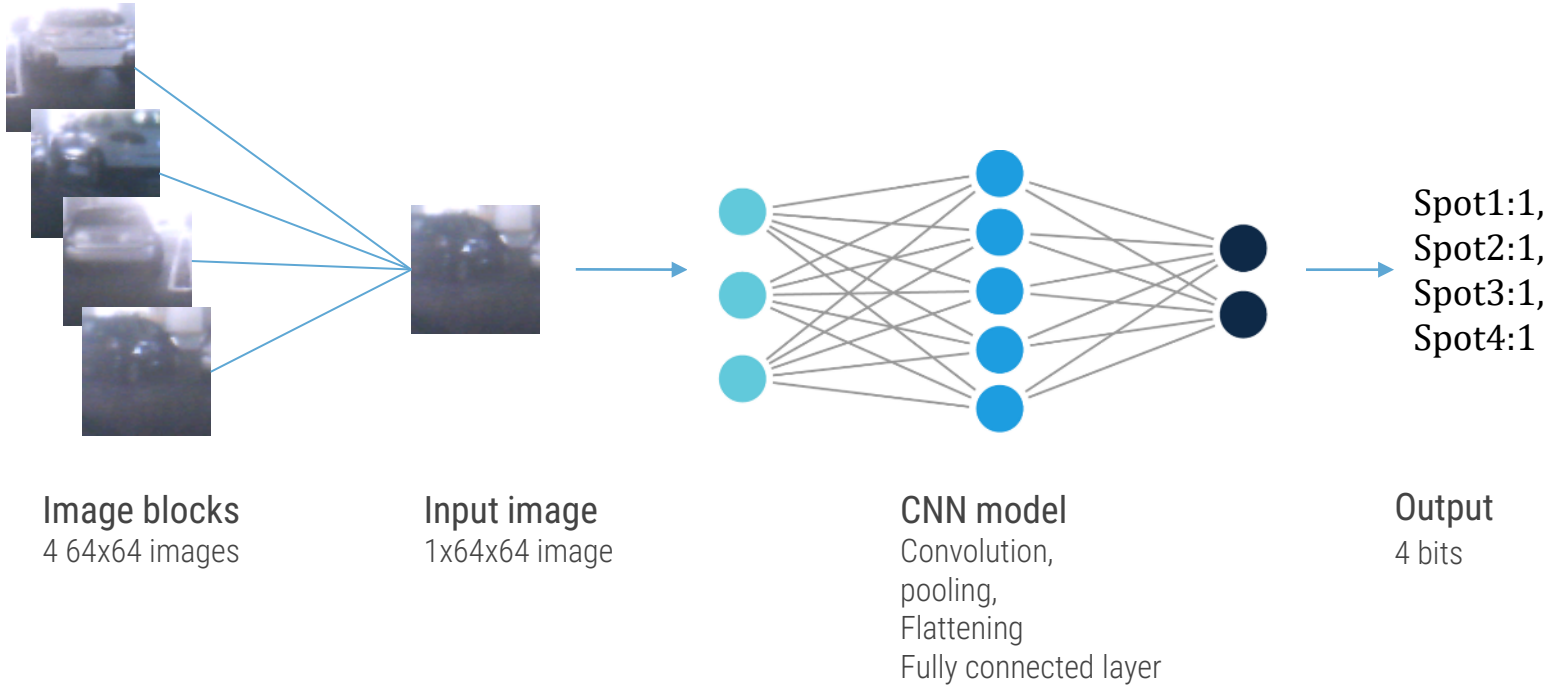 Spot1:1,
Spot2:1,
Spot3:1,
Spot4:1
Image blocks
4 64x64 images
Input image
1x64x64 image
CNN model
Convolution,
pooling,
Flattening
Fully connected layer
Output
4 bits